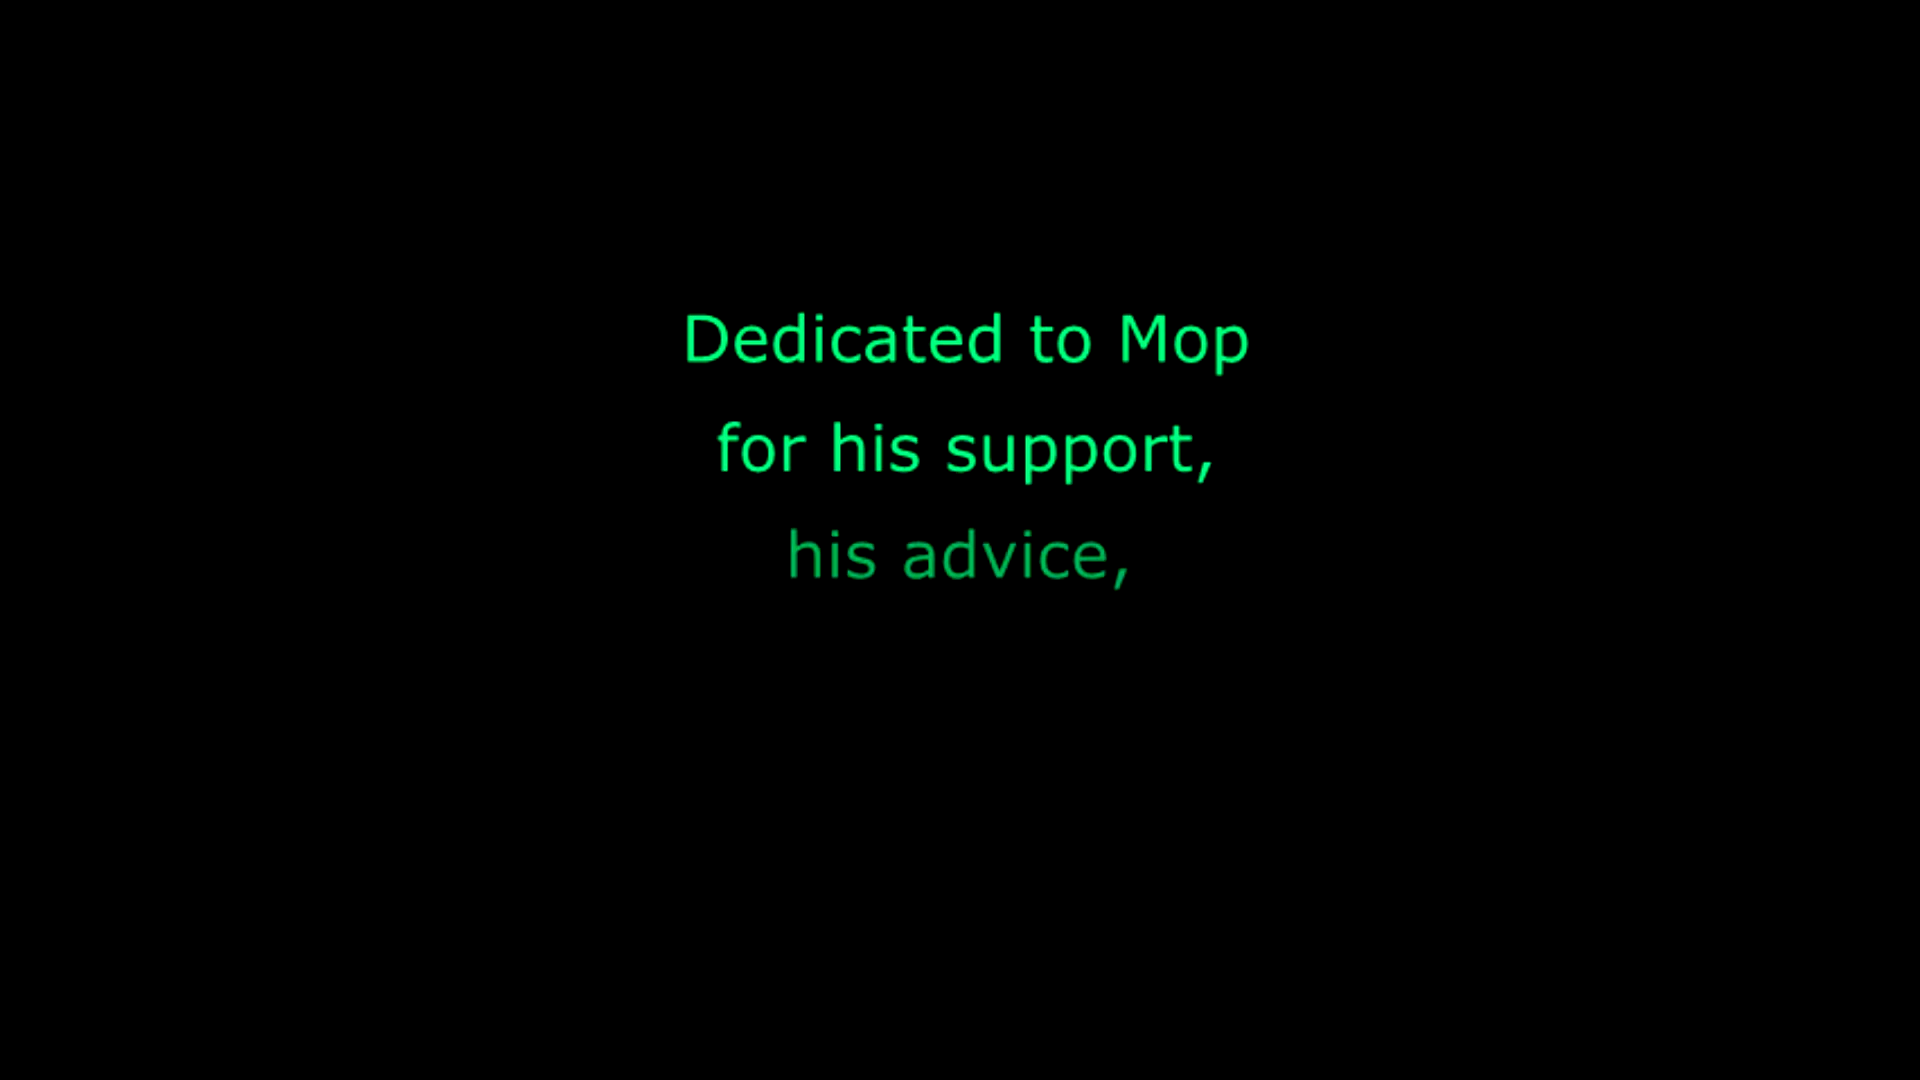 Dedicated to Mop
for his support,
his advice,